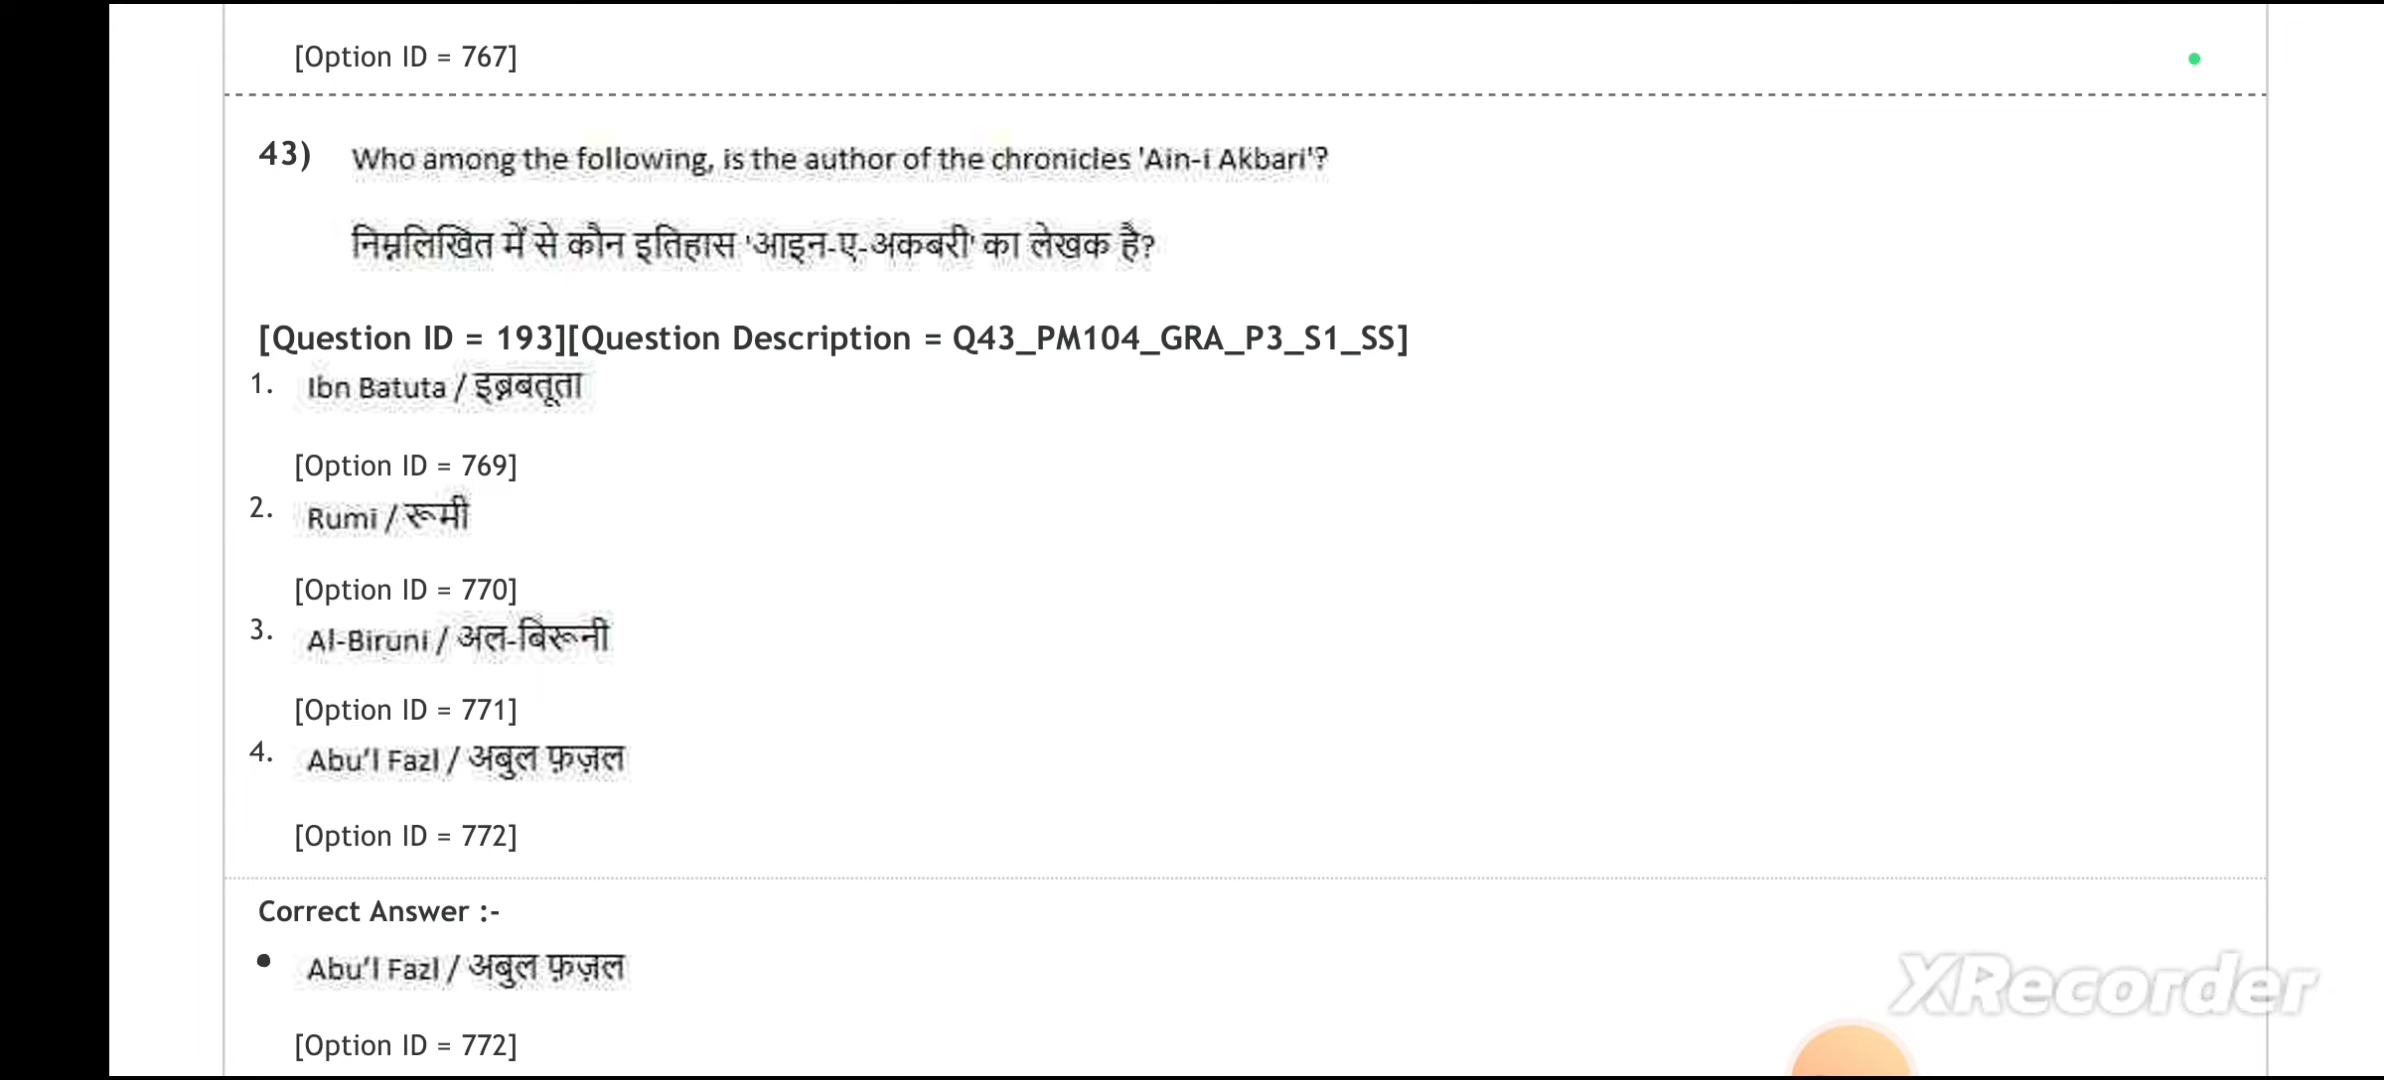 [Option ID = 767]
43) Who among the following, is the author of the chronicles 'Ain-i Akbari'?
निम्नलिखित में से कौन इतिहास 'आइन-ए-अकबरी' का लेखक है?
[Question ID = 193][Question Description = Q43_PM104_GRA_P3_S1_SS]
1. Ibn Batuta / इब्नबतूता
[Option ID = 769]
2. Rumi / रूमी
[Option ID = 770]
3. Al-Biruni / अल-बिरूनी
[Option ID = 771]
4. Abu'l Fazl / अबुल फ़ज़ल
[Option ID = 772]
Correct Answer :-
• Abu'l Fazl / अबुल फ़ज़ल
[Option ID = 772]
XRecorder